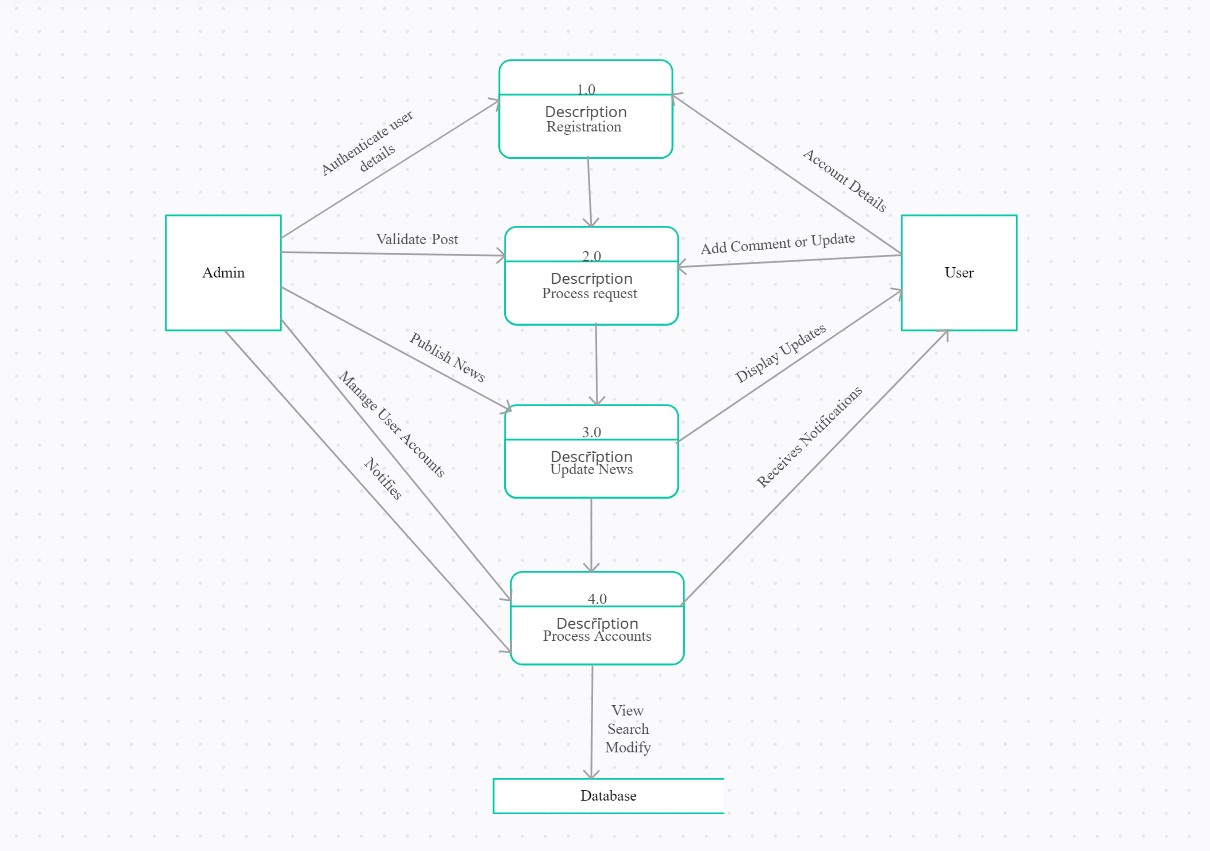 1.0
Description
Registration
Authenticate user
details
Account Details
Admin
Validate Post
2.0
Description
Process request
Add Comment or Update
User
Publish News
Display Updates
Manage User Accounts
Notifies
3.0
Description
Update News
Receives Notifications
4.0
Description
Process Accounts
View
Search
Modify
Database